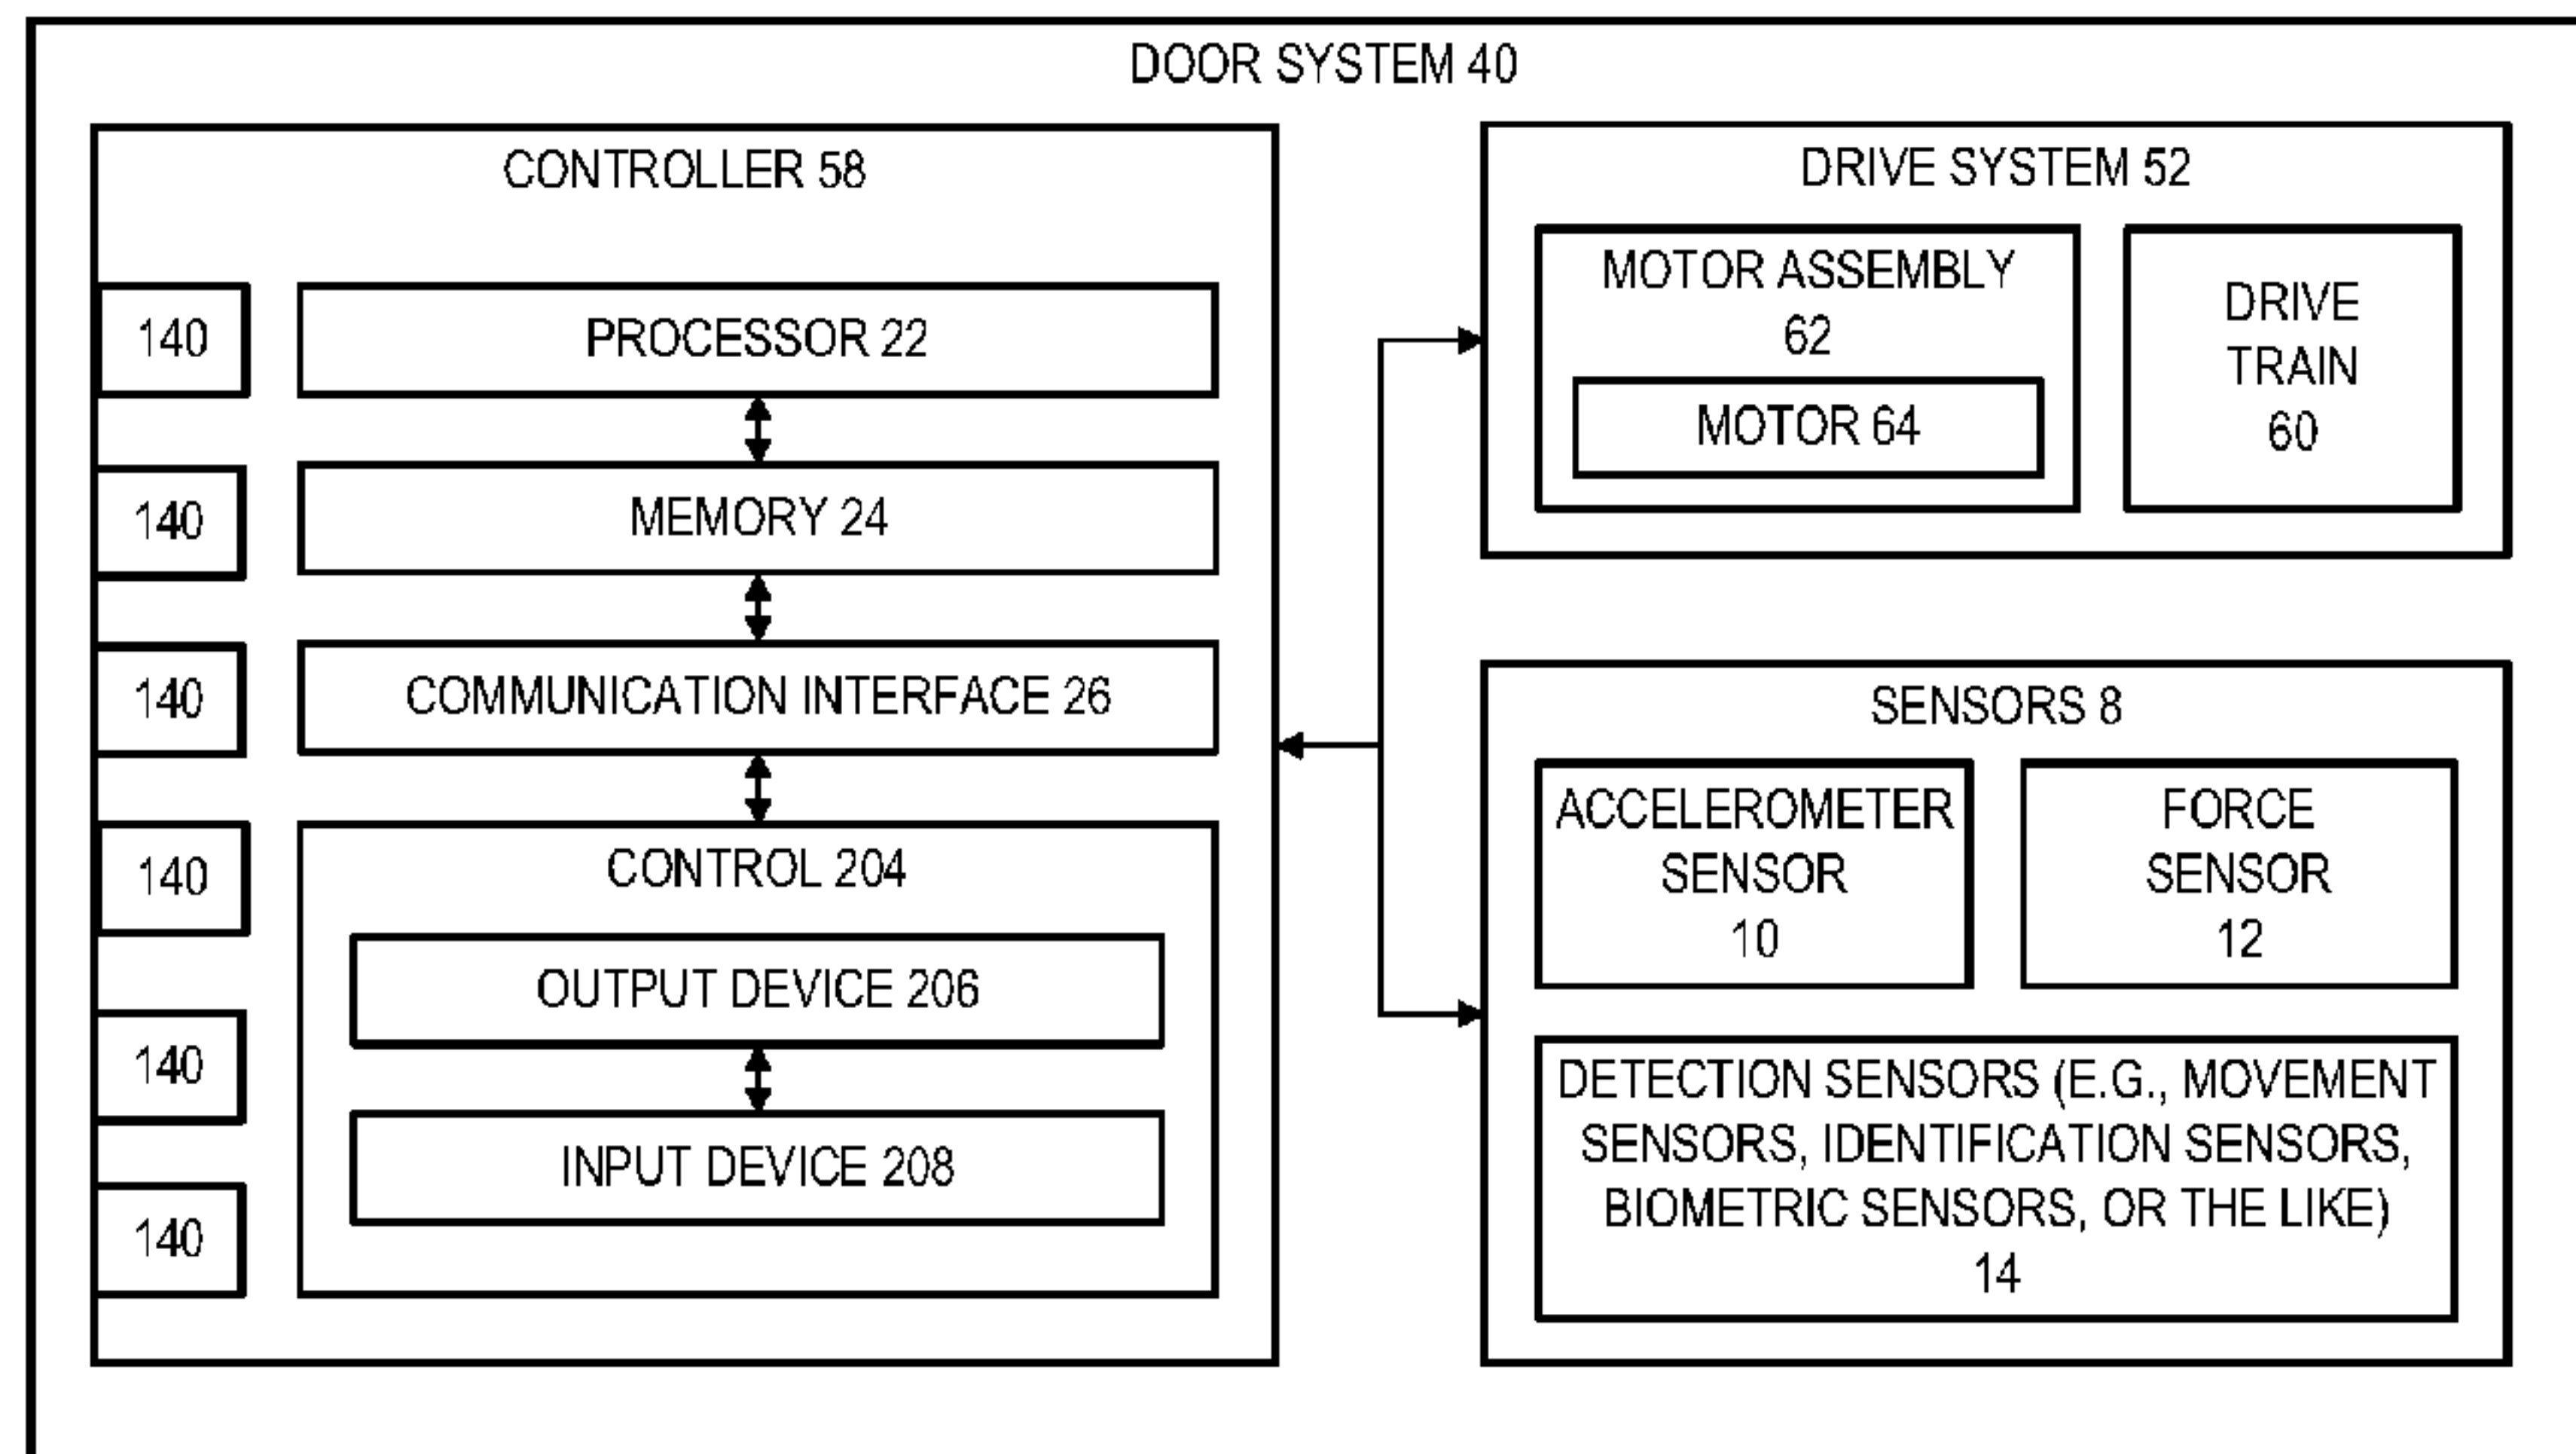 DOOR SYSTEM 40
CONTROLLER 58
140
PROCESSOR 22
140
MEMORY 24
140
COMMUNICATION INTERFACE 26
140
CONTROL 204
OUTPUT DEVICE 206
140
INPUT DEVICE 208
140
DRIVE SYSTEM 52
MOTOR ASSEMBLY
62
MOTOR 64
DRIVE
TRAIN
60
SENSORS 8
ACCELEROMETER
SENSOR
10
FORCE
SENSOR
12
DETECTION SENSORS (E.G., MOVEMENT
SENSORS, IDENTIFICATION SENSORS,
BIOMETRIC SENSORS, OR THE LIKE)
14